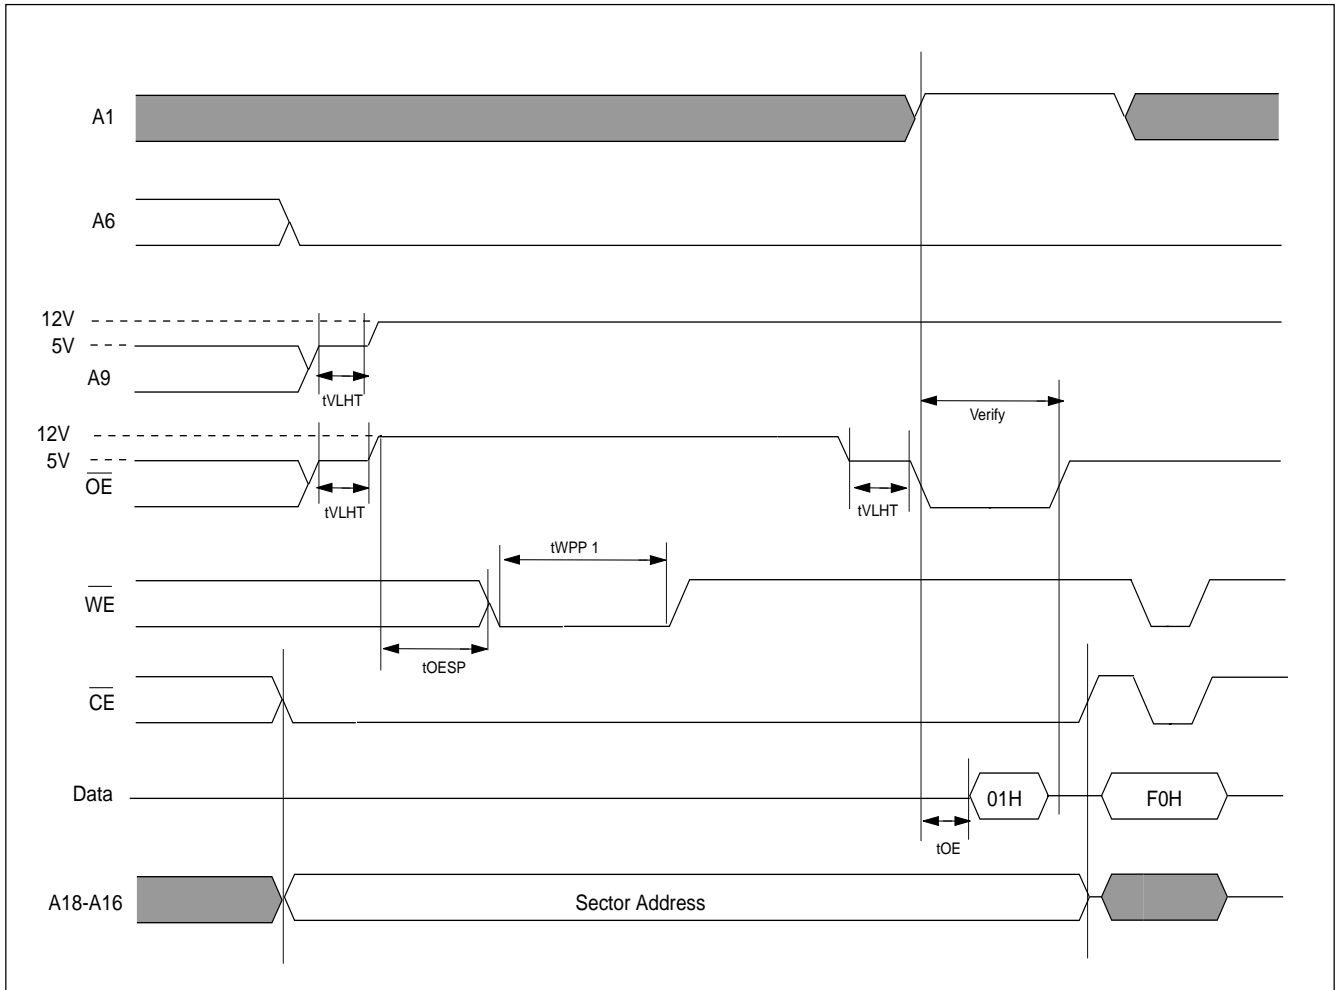 A1
A6
12V
5V
A9
tVLHT
12V
5V
OE
tVLHT
tVLHT
Verify
tWPP 1
WE
tOESP
CE
Data
01H
F0H
tOE
A18-A16
Sector Address